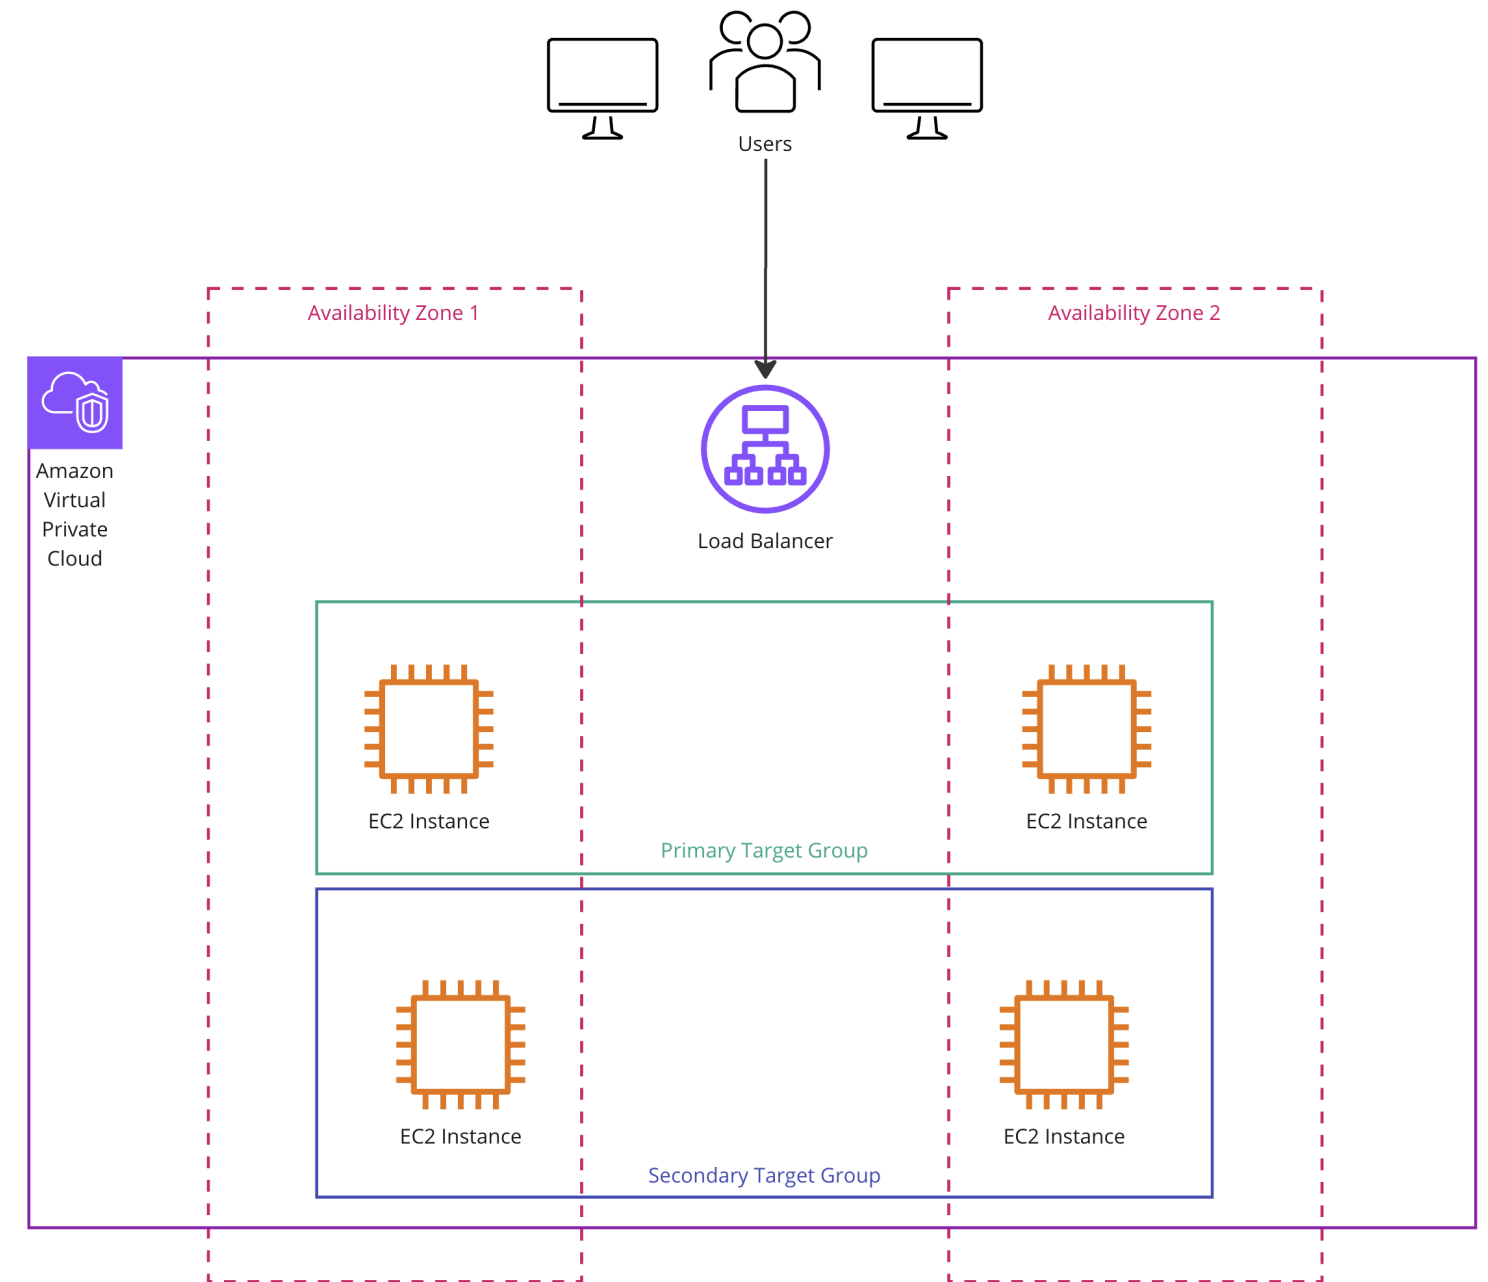 Users
Availability Zone 1
Availability Zone 2
Amazon
Virtual
Private
Cloud
Load Balancer
EC2 Instance
EC2 Instance
Primary Target Group
EC2 Instance
EC2 Instance
Secondary Target Group